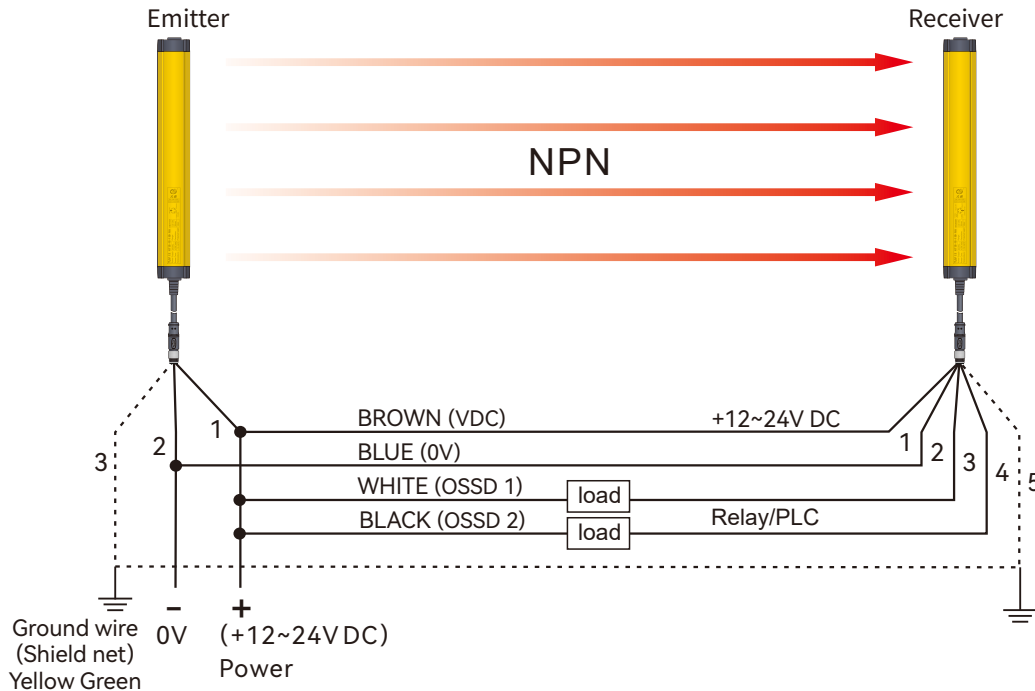 Emitter
Receiver
NPN
BROWN (VDC)
+12~24V DC
1
1
BLUE (0V)
2
2
3
WHITE (OSSD 1)
load
3
4
5
BLACK (OSSD 2)
load
Relay/PLC
−
+
Ground wire
(Shield net)
Yellow Green
0V
(+12~24V DC)
Power